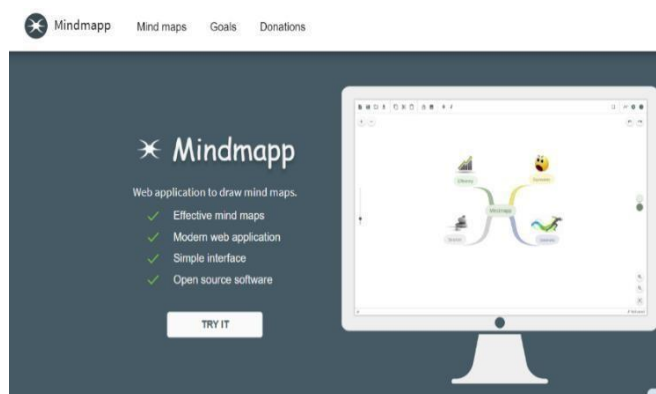 Mindmapp Mind maps Goals Donations
Mindmapp
Web application to draw mind maps.
Effective mind maps
Modern web application
Simple interface
Open source software
TRY IT
Mindmapp